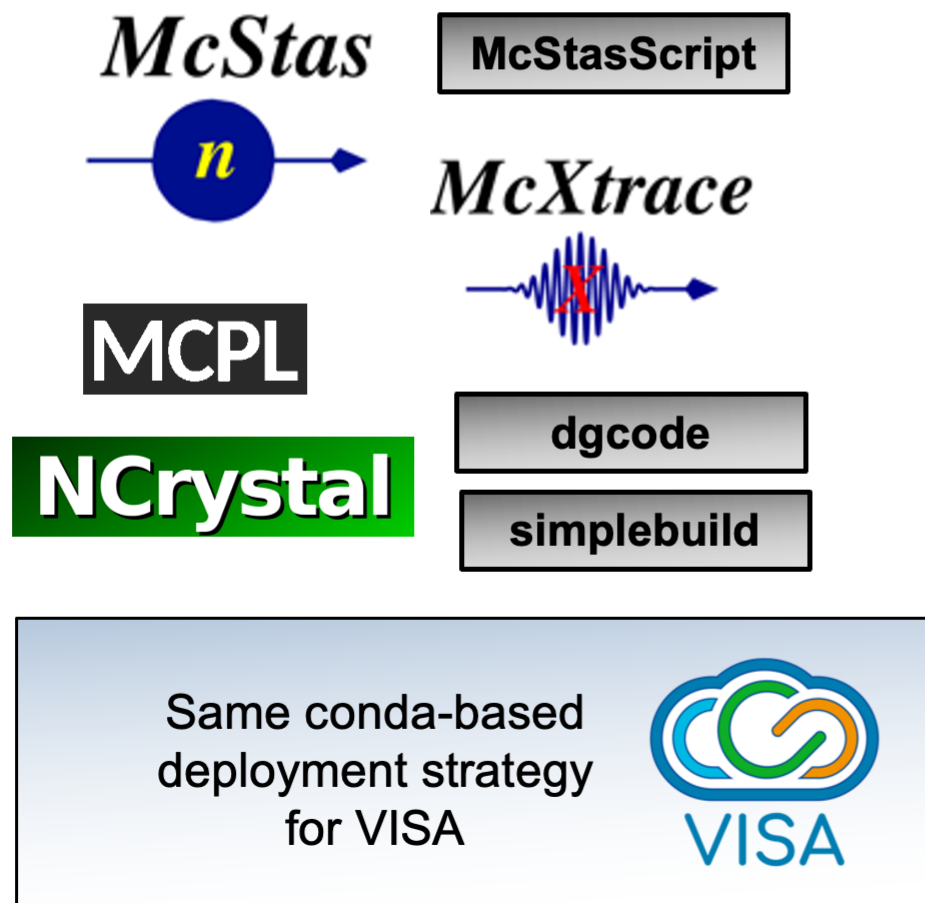 McStas
McStasScript
n
McXtrace
X
MCPL
NCrystal
dgcode
simplebuild
Same conda-based
deployment strategy
for VISA
VISA